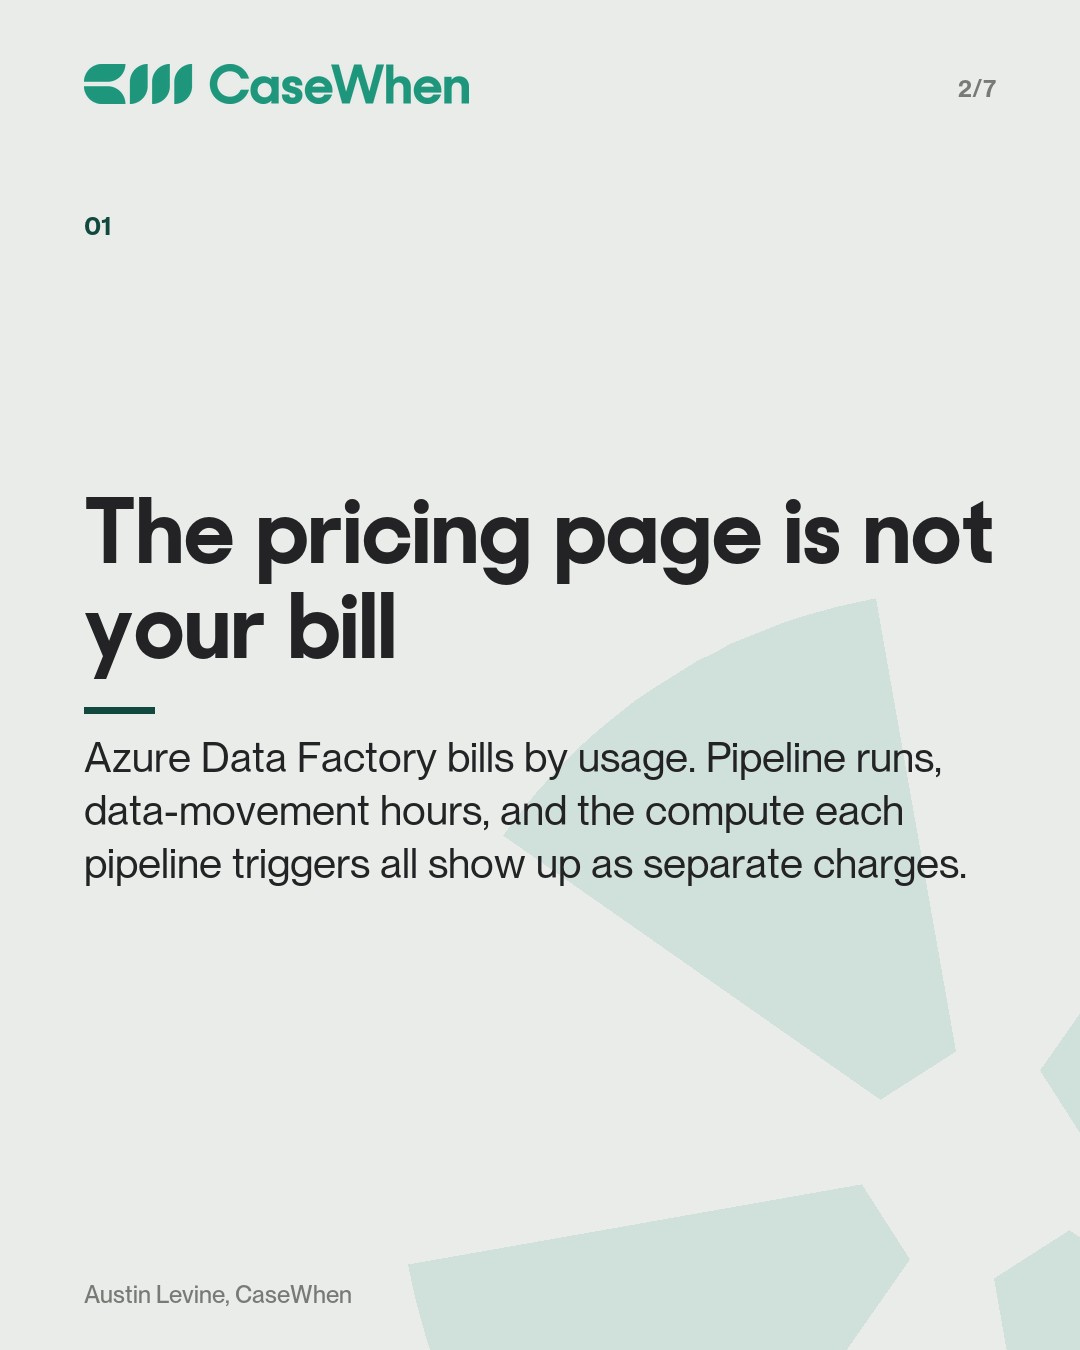 CaseWhen
2/7
01
The pricing page is not
your bill
Azure Data Factory bills by usage. Pipeline runs,
data-movement hours, and the compute each
pipeline triggers all show up as separate charges.
Austin Levine, CaseWhen